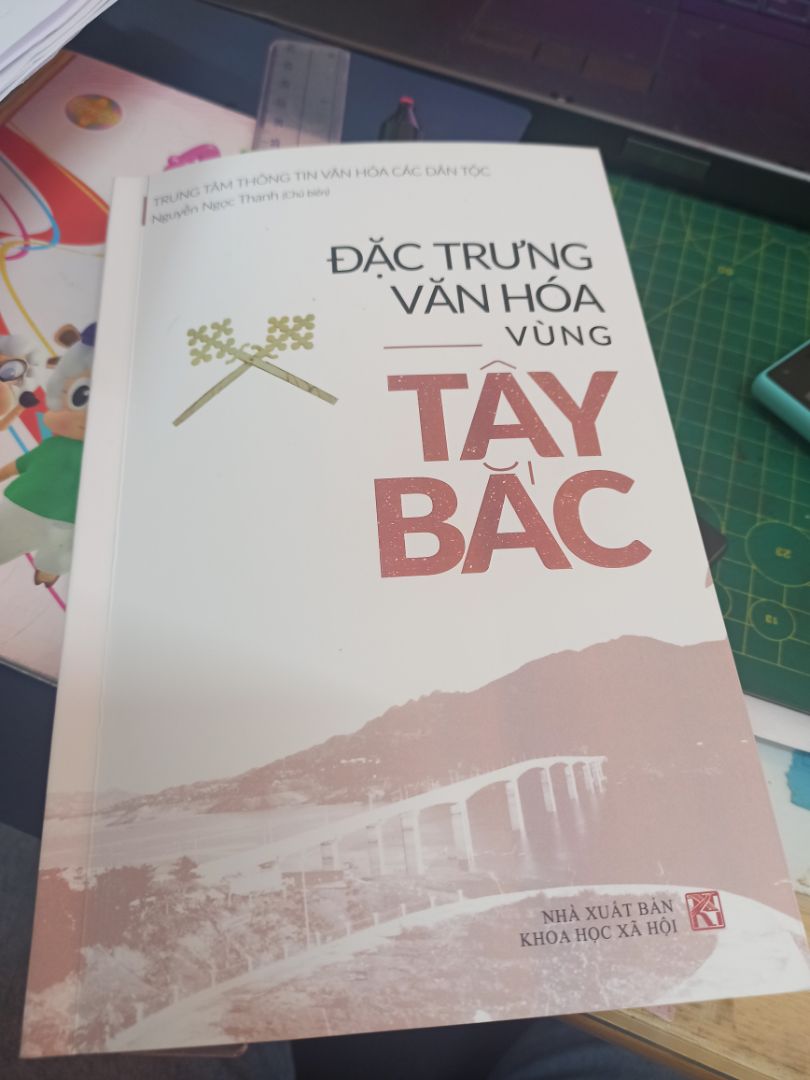 TRUNG TÂM THÔNG TIN VĂN HÓA CÁC DÂN TỘC
Nguyễn Ngọc Thanh (Chủ biên)
ĐẶC TRƯNG
VĂN HÓA
VÙNG
TÂY
BẮC
NHÀ XUẤT BẢN
KHOA HỌC XÃ HỘI